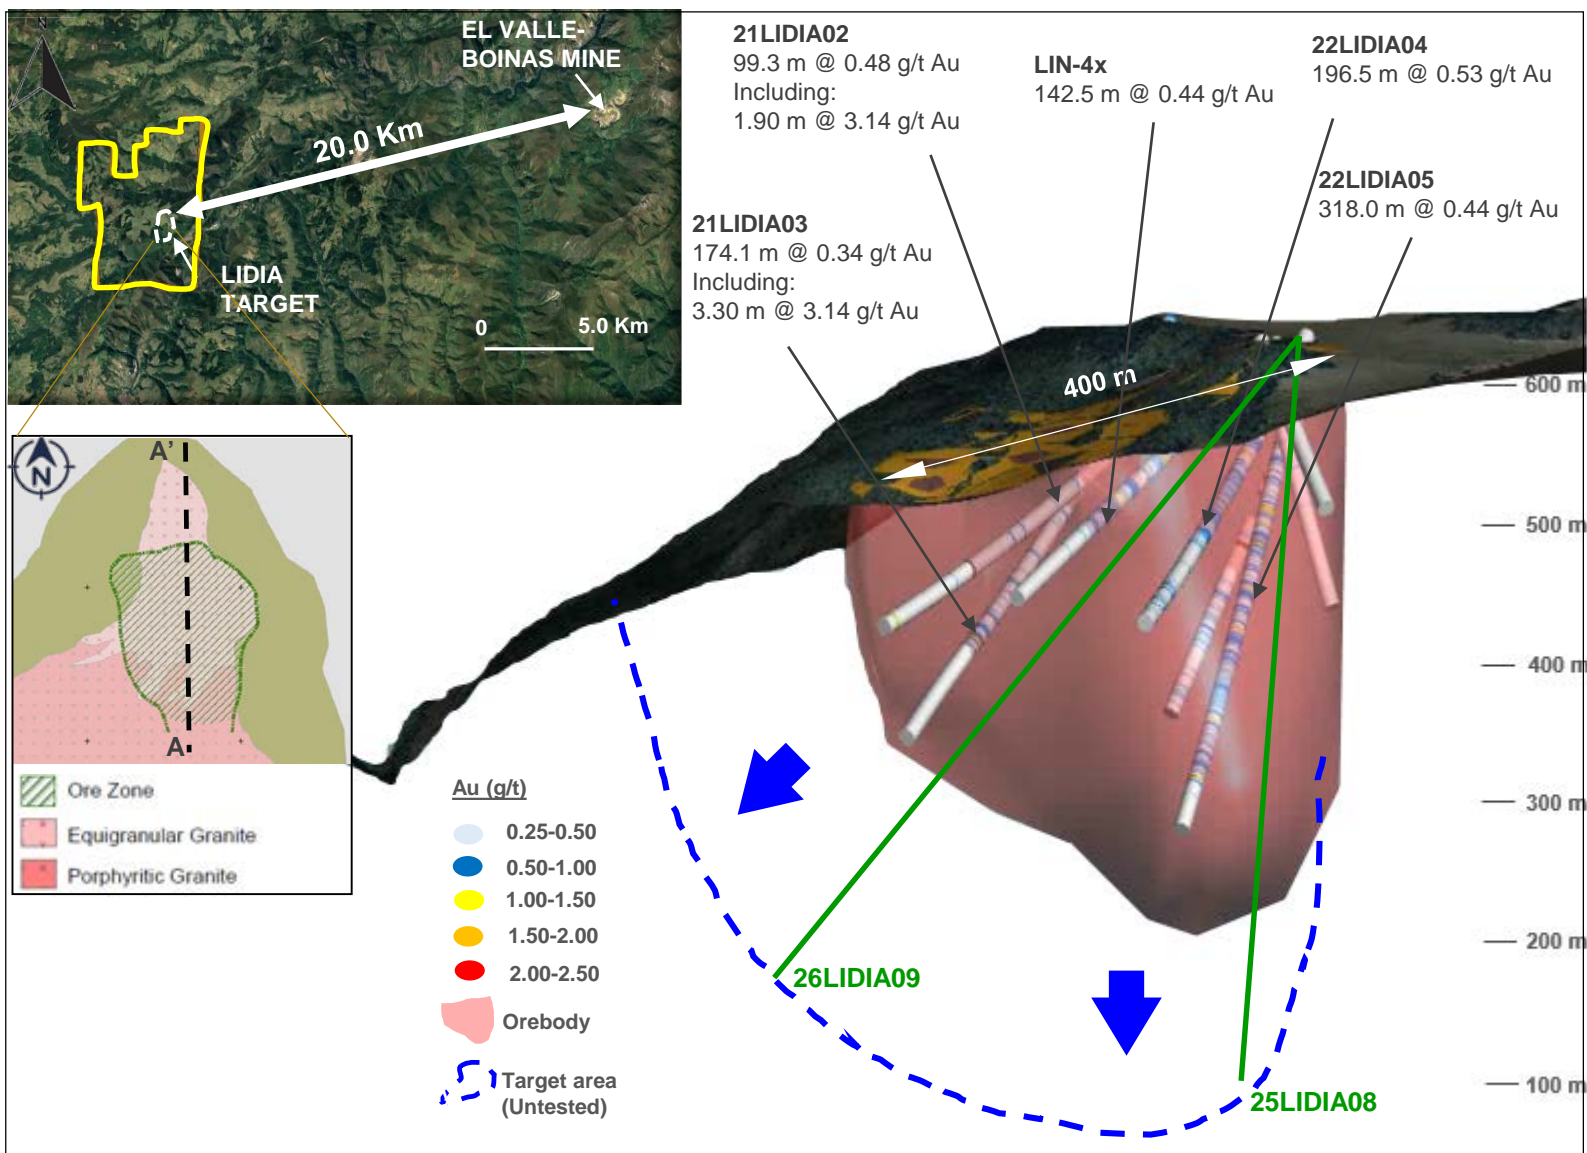 N
EL VALLE-
BOINAS MINE
20.0 Km
LIDIA
TARGET
0 5.0 Km
21LIDIA02
99.3 m @ 0.48 g/t Au
Including:
1.90 m @ 3.14 g/t Au
LIN-4x
142.5 m @ 0.44 g/t Au
22LIDIA04
196.5 m @ 0.53 g/t Au
22LIDIA05
318.0 m @ 0.44 g/t Au
21LIDIA03
174.1 m @ 0.34 g/t Au
Including:
3.30 m @ 3.14 g/t Au
400 m
600 m
500 m
400 m
300 m
200 m
100 m
26LIDIA09
25LIDIA08
N
A'
A
Ore Zone
Equigranular Granite
Porphyritic Granite
Au (g/t)
0.25-0.50
0.50-1.00
1.00-1.50
1.50-2.00
2.00-2.50
Orebody
Target area
(Untested)